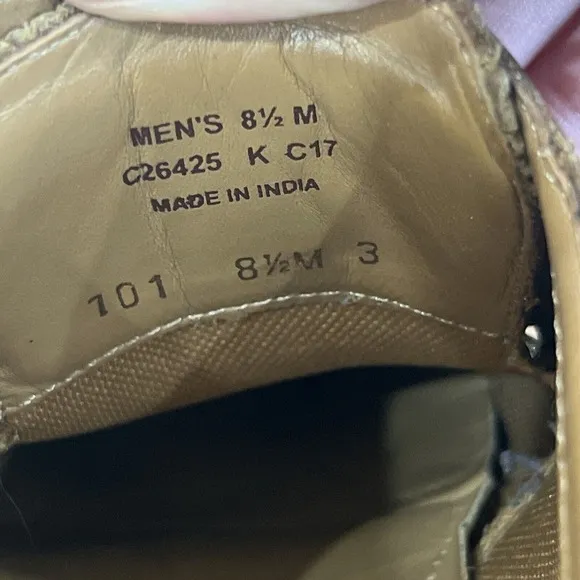 MEN'S 8½ M
C26425 K C17
MADE IN INDIA
101 8½M 3